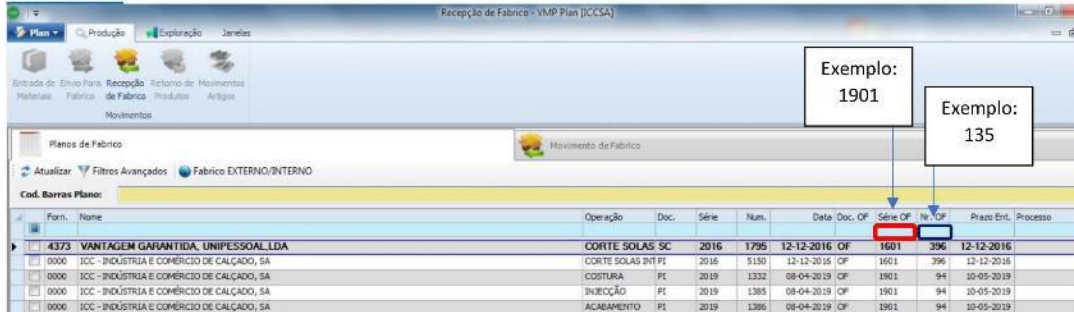 Recepção de Fabrico - VMP Plan [ICCSA]
Plan Produção Exploração Janelas
Entrada de Materiais Envio Para Fabrico Recepção de Fabrico Retorno de Produtos Movimentos Artigos
Movimentos
Exemplo:
1901
Exemplo:
135
Planos de Fabrico Movimento de Fabrico
Atualizar Filtros Avançados Fabrico EXTERNO/INTERNO
Cod. Barras Plano:
Forn. Nome Operação Doc. Série Num. Data Doc. OF Série OF Nr. OF Prazo Ent. Processo
4373 VANTAGEM GARANTIDA, UNIPESSOAL,LDA CORTE SOLAS SC 2016 1795 12-12-2016 OF 1601 396 12-12-2016
0000 ICC - INDÚSTRIA E COMÉRCIO DE CALÇADO, SA CORTE SOLAS INT PI 2016 5150 12-12-2016 OF 1601 396 12-12-2016
0000 ICC - INDÚSTRIA E COMÉRCIO DE CALÇADO, SA COSTURA PI 2019 1332 08-04-2019 OF 1901 94 10-05-2019
0000 ICC - INDÚSTRIA E COMÉRCIO DE CALÇADO, SA INJECÇÃO PI 2019 1385 08-04-2019 OF 1901 94 10-05-2019
0000 ICC - INDÚSTRIA E COMÉRCIO DE CALÇADO, SA ACABAMENTO PI 2019 1386 08-04-2019 OF 1901 94 10-05-2019